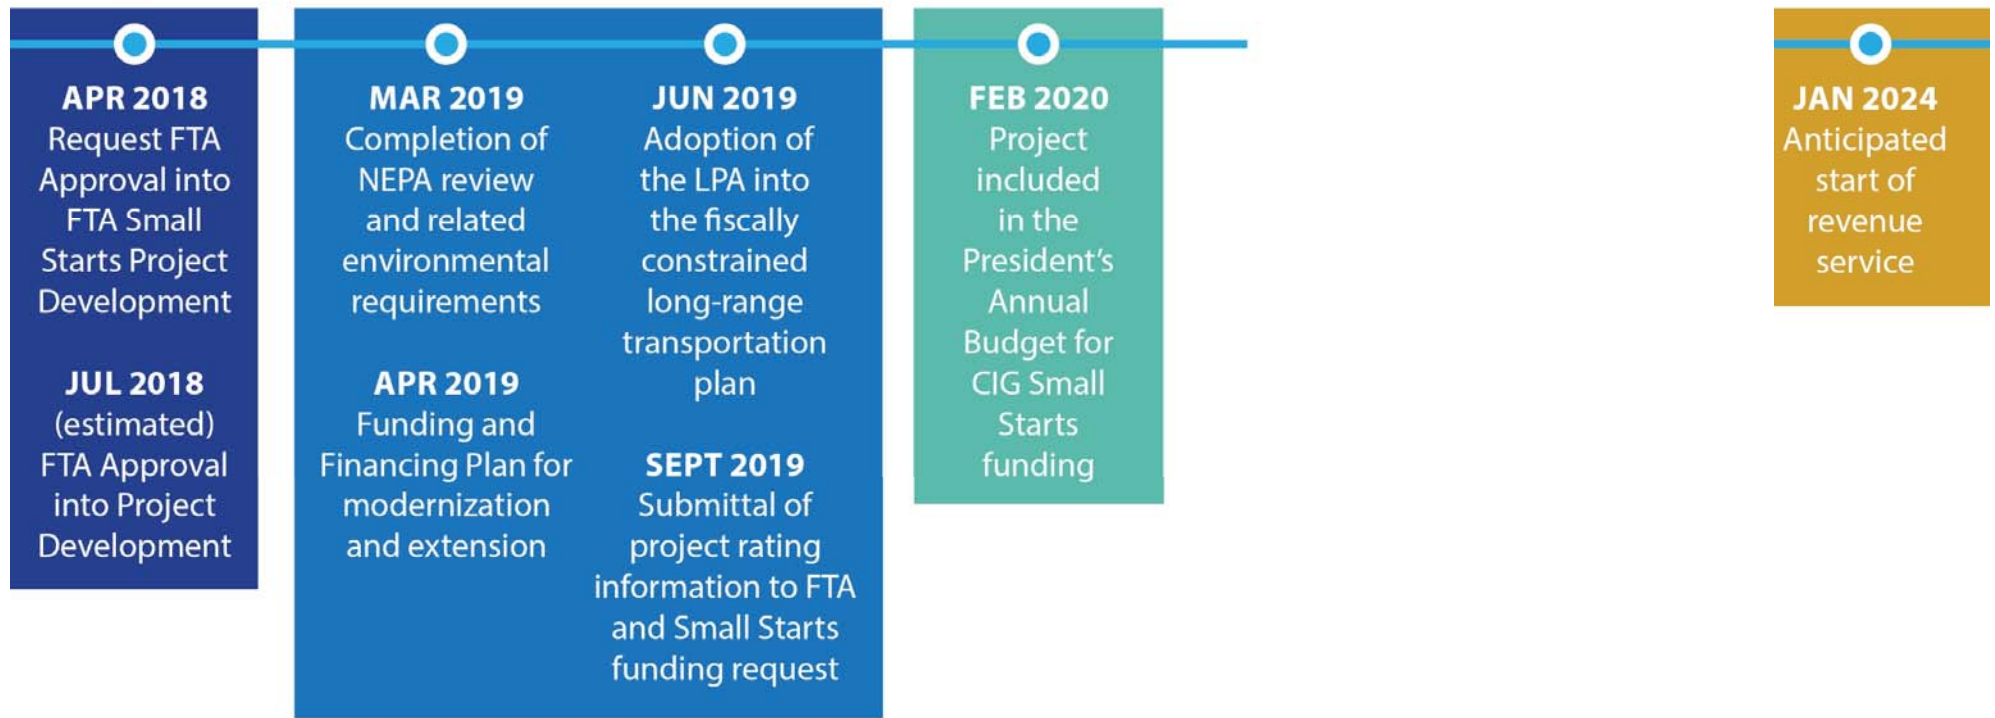 APR 2018
Request FTA
Approval into
FTA Small
Starts Project
Development
JUL 2018
(estimated)
FTA Approval
into Project
Development
MAR 2019
Completion of
NEPA review
and related
environmental
requirements
APR 2019
Funding and
Financing Plan for
modernization
and extension
JUN 2019
Adoption of
the LPA into
the fiscally
constrained
long-range
transportation
plan
SEPT 2019
Submittal of
project rating
information to FTA
and Small Starts
funding request
FEB 2020
Project
included
in the
President’s
Annual
Budget for
CIG Small
Starts
funding
JAN 2024
Anticipated
start of
revenue
service